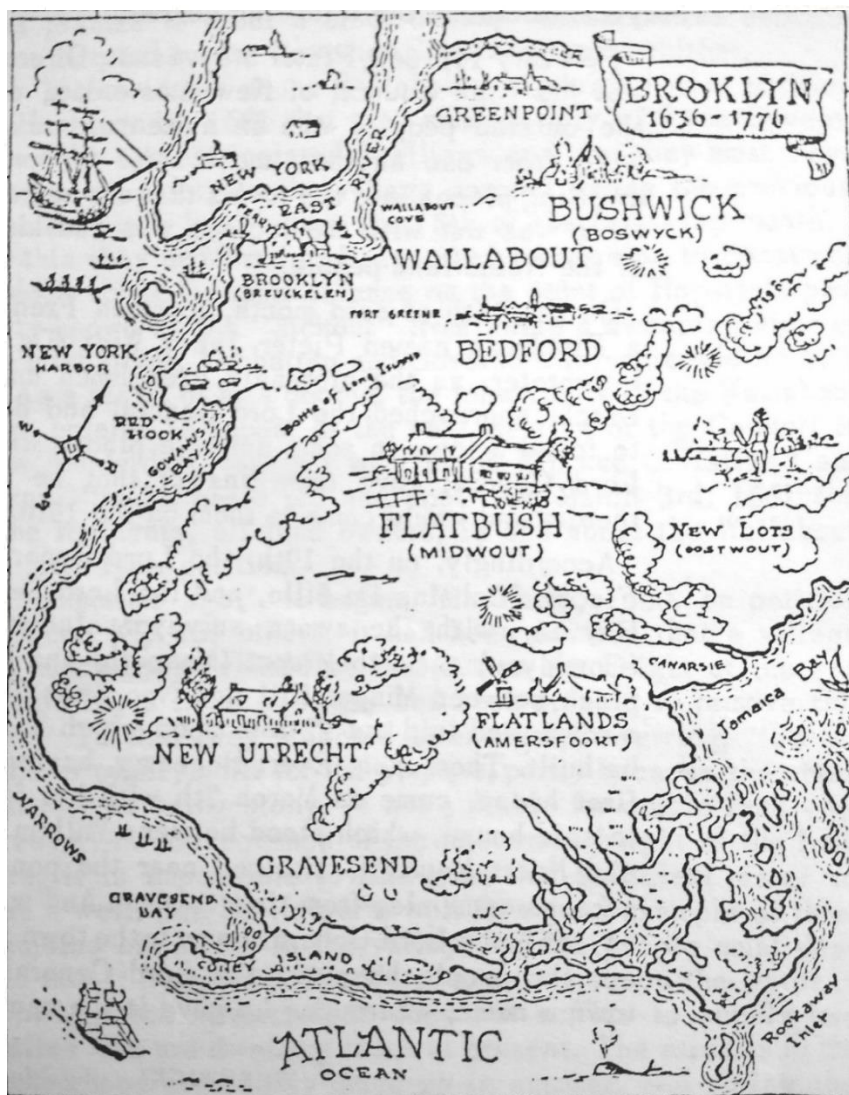 BROOKLYN
1636-1776
GREENPOINT
NEW YORK
EAST RIVER
WALLABOUT
COVE
BUSHWICK
(BOSWYCK)
WALLABOUT
BROOKLYN
(BREUCKELEN)
FORT GREENE
BEDFORD
NEW YORK
HARBOR
Battle of Long Island
RED
HOOK
GOWANUS
BAY
FLATBUSH
(MIDWOUT)
NEW LOTS
(OOSTWOUT)
CANARSIE
Jamaica Bay
FLATLANDS
(AMERSFOORT)
NEW UTRECHT
NARROWS
GRAVESEND
GRAVESEND
BAY
CONEY ISLAND
Rockaway
Inlet
ATLANTIC
OCEAN